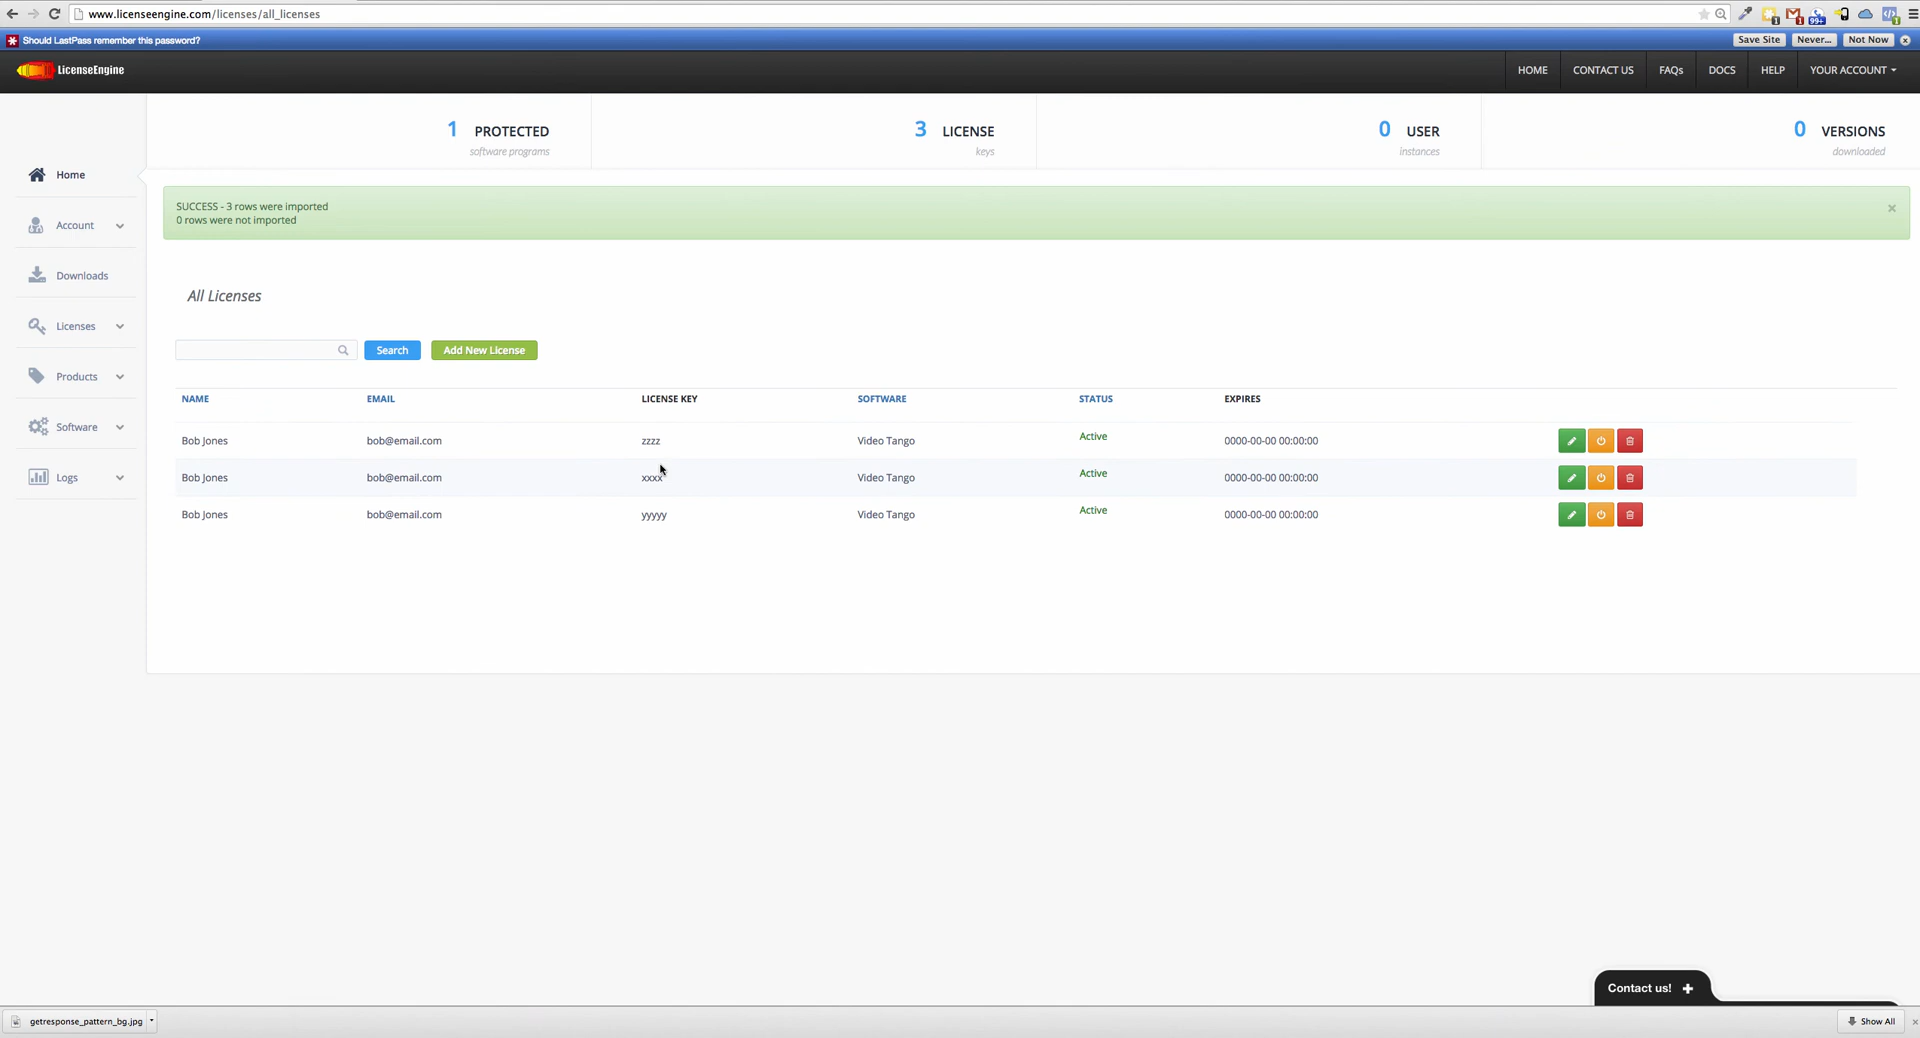 www.licenseengine.com/licenses/all_licenses
1
1
99+
1
Should LastPass remember this password?
Save Site
Never...
Not Now
LicenseEngine
HOME
CONTACT US
FAQs
DOCS
HELP
YOUR ACCOUNT
1 PROTECTED
software programs
3 LICENSE
keys
0 USER
instances
0 VERSIONS
downloaded
Home
Account
Downloads
Licenses
Products
Software
Logs
SUCCESS - 3 rows were imported
0 rows were not imported
×
All Licenses
Search
Add New License
NAME EMAIL LICENSE KEY SOFTWARE STATUS EXPIRES
Bob Jones bob@email.com zzzz Video Tango Active 0000-00-00 00:00:00
Bob Jones bob@email.com xxxx Video Tango Active 0000-00-00 00:00:00
Bob Jones bob@email.com yyyyy Video Tango Active 0000-00-00 00:00:00
Contact us! +
getresponse_pattern_bg.jpg
Show All